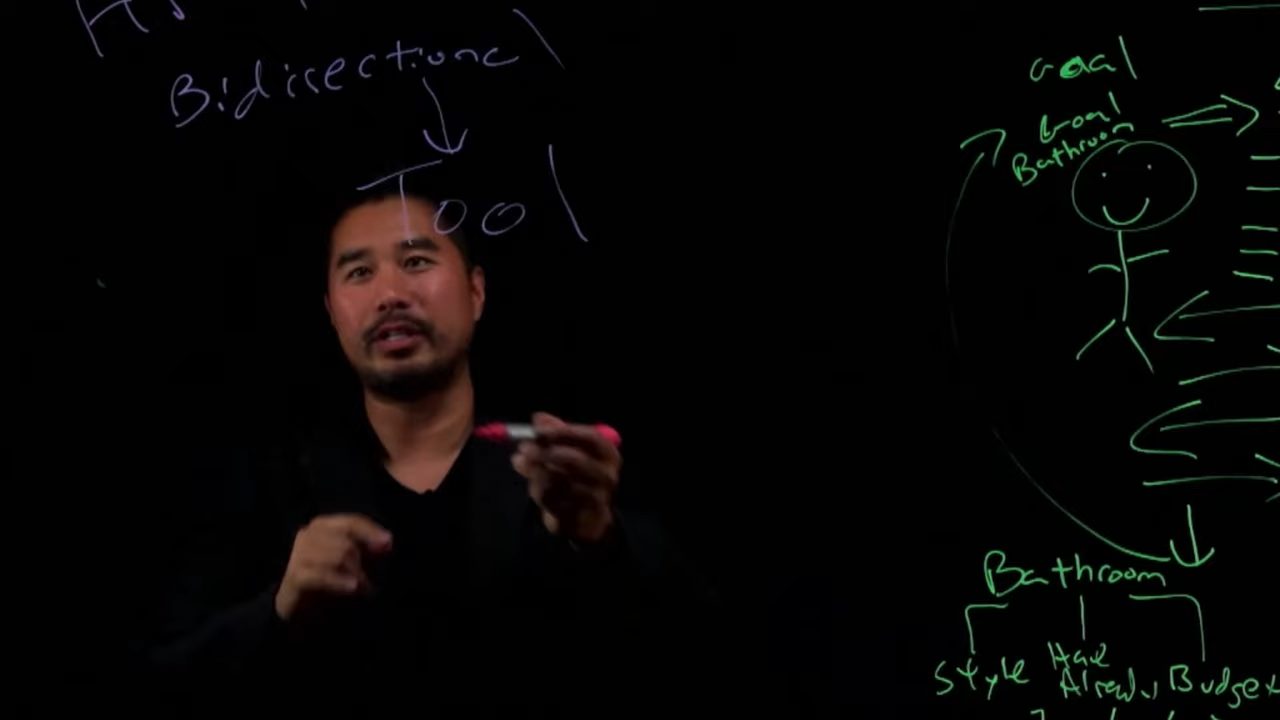 Bidirectional
Tool
Goal
Goal
Bathroom
Bathroom
Style Have Already Budget